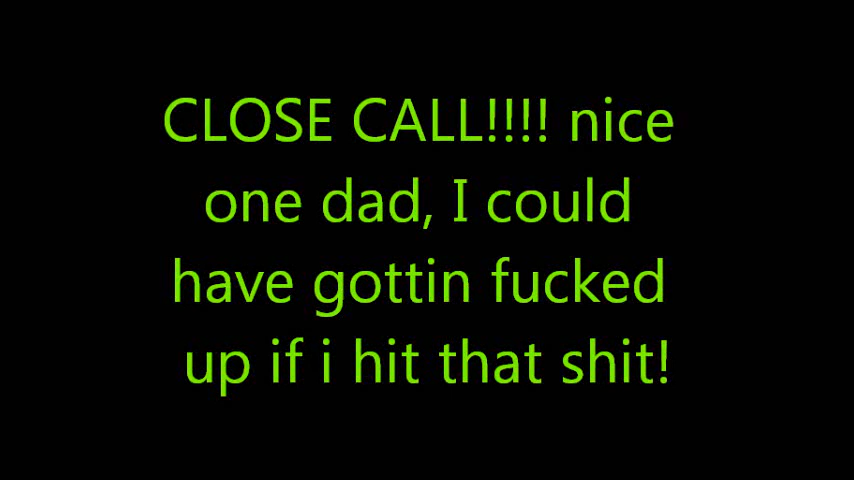 CLOSE CALL!!!! nice
one dad, I could
have gottin fucked
up if i hit that shit!